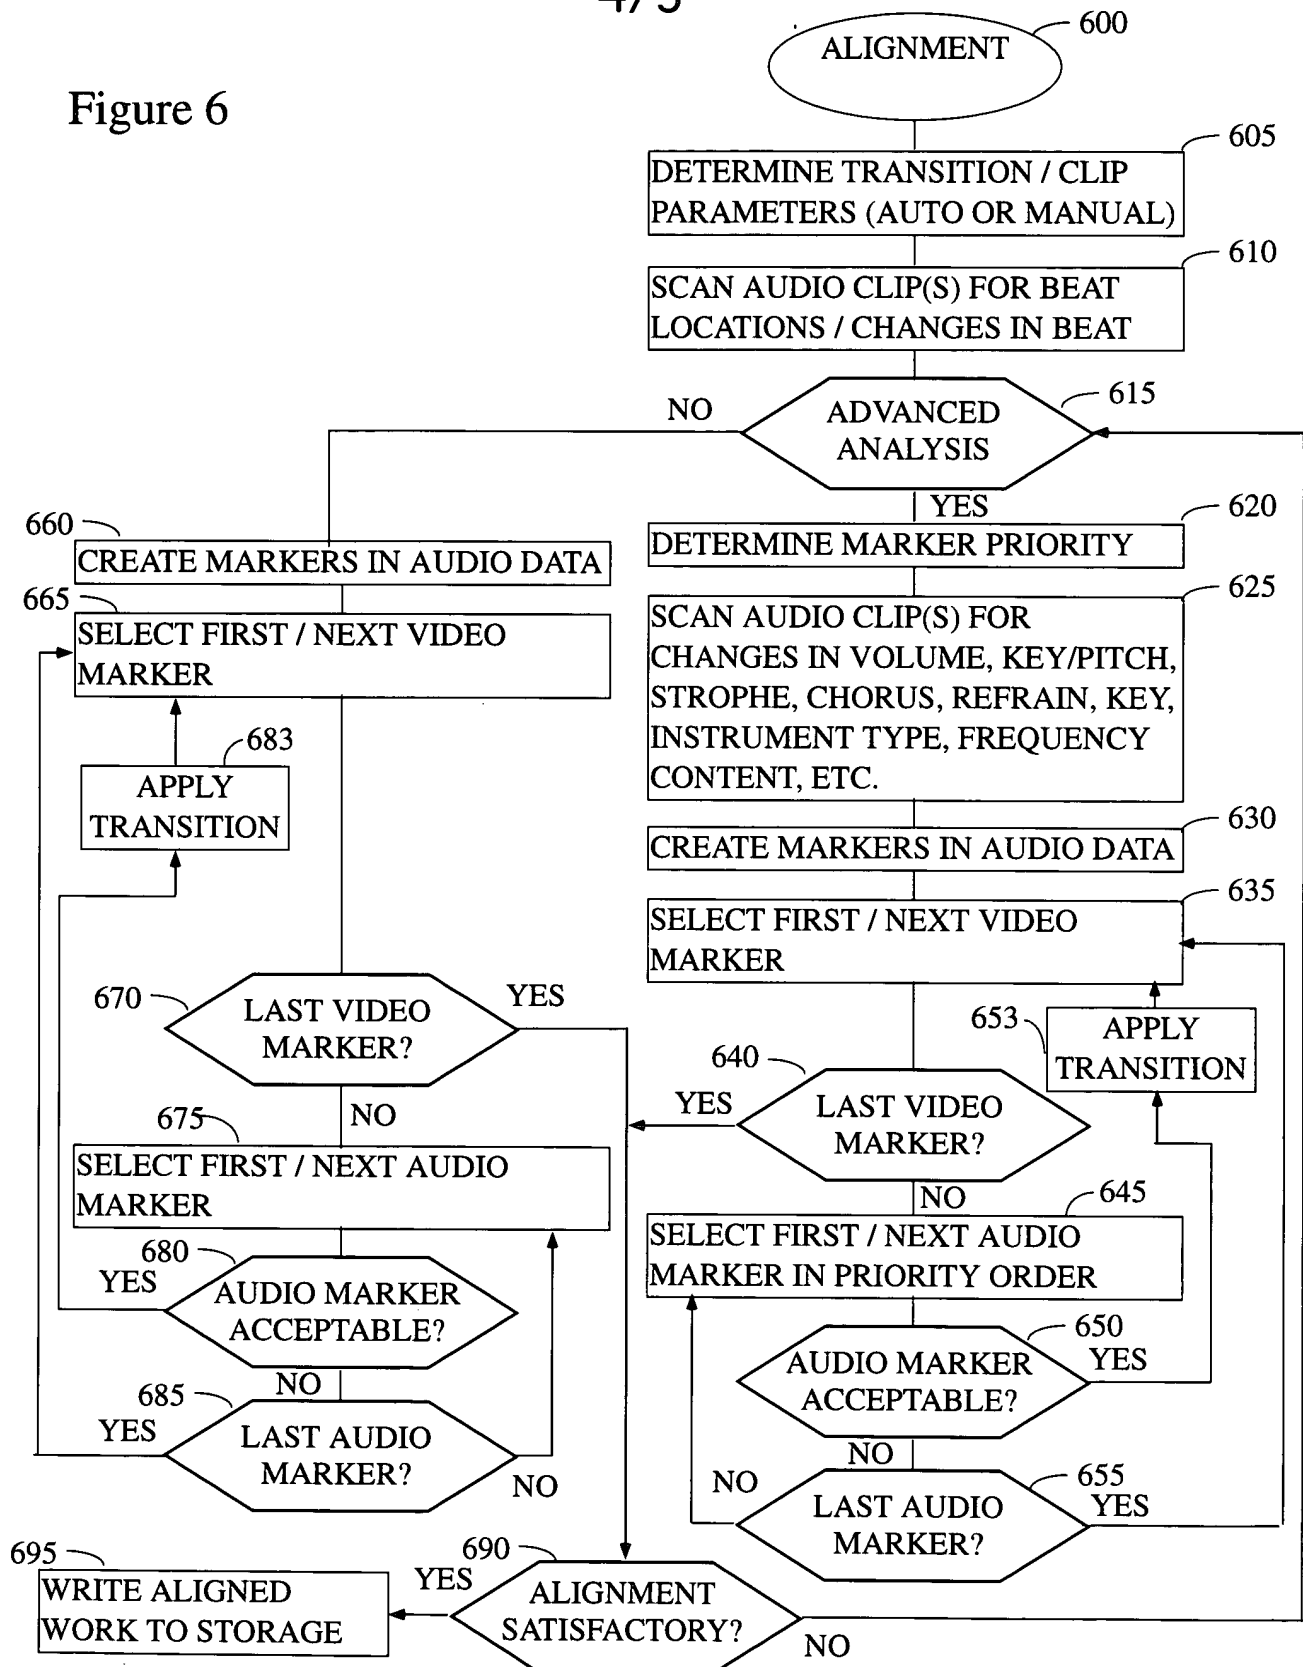 4/5
Figure 6
ALIGNMENT
600
605
DETERMINE TRANSITION / CLIP
PARAMETERS (AUTO OR MANUAL)
610
SCAN AUDIO CLIP(S) FOR BEAT
LOCATIONS / CHANGES IN BEAT
615
ADVANCED
ANALYSIS
NO
YES
620
DETERMINE MARKER PRIORITY
625
SCAN AUDIO CLIP(S) FOR
CHANGES IN VOLUME, KEY/PITCH,
STROPHE, CHORUS, REFRAIN, KEY,
INSTRUMENT TYPE, FREQUENCY
CONTENT, ETC.
630
CREATE MARKERS IN AUDIO DATA
635
SELECT FIRST / NEXT VIDEO
MARKER
653
APPLY
TRANSITION
640
LAST VIDEO
MARKER?
YES
NO
645
SELECT FIRST / NEXT AUDIO
MARKER IN PRIORITY ORDER
650
AUDIO MARKER
ACCEPTABLE?
YES
NO
655
LAST AUDIO
MARKER?
NO
YES
660
CREATE MARKERS IN AUDIO DATA
665
SELECT FIRST / NEXT VIDEO
MARKER
683
APPLY
TRANSITION
670
LAST VIDEO
MARKER?
YES
NO
675
SELECT FIRST / NEXT AUDIO
MARKER
680
AUDIO MARKER
ACCEPTABLE?
YES
NO
685
LAST AUDIO
MARKER?
YES
NO
690
ALIGNMENT
SATISFACTORY?
YES
NO
695
WRITE ALIGNED
WORK TO STORAGE